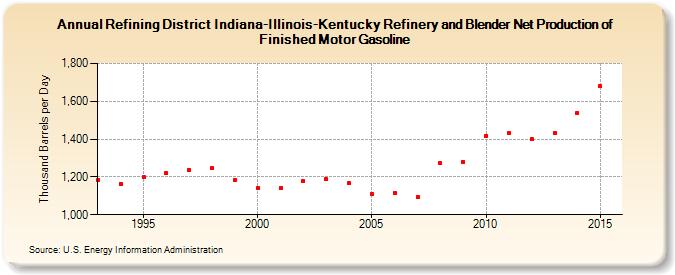 Annual Refining District Indiana-Illinois-Kentucky Refinery and Blender Net Production of
Finished Motor Gasoline
Thousand Barrels per Day
1,800
1,600
1,400
1,200
1,000
1995
2000
2005
2010
2015
Source: U.S. Energy Information Administration